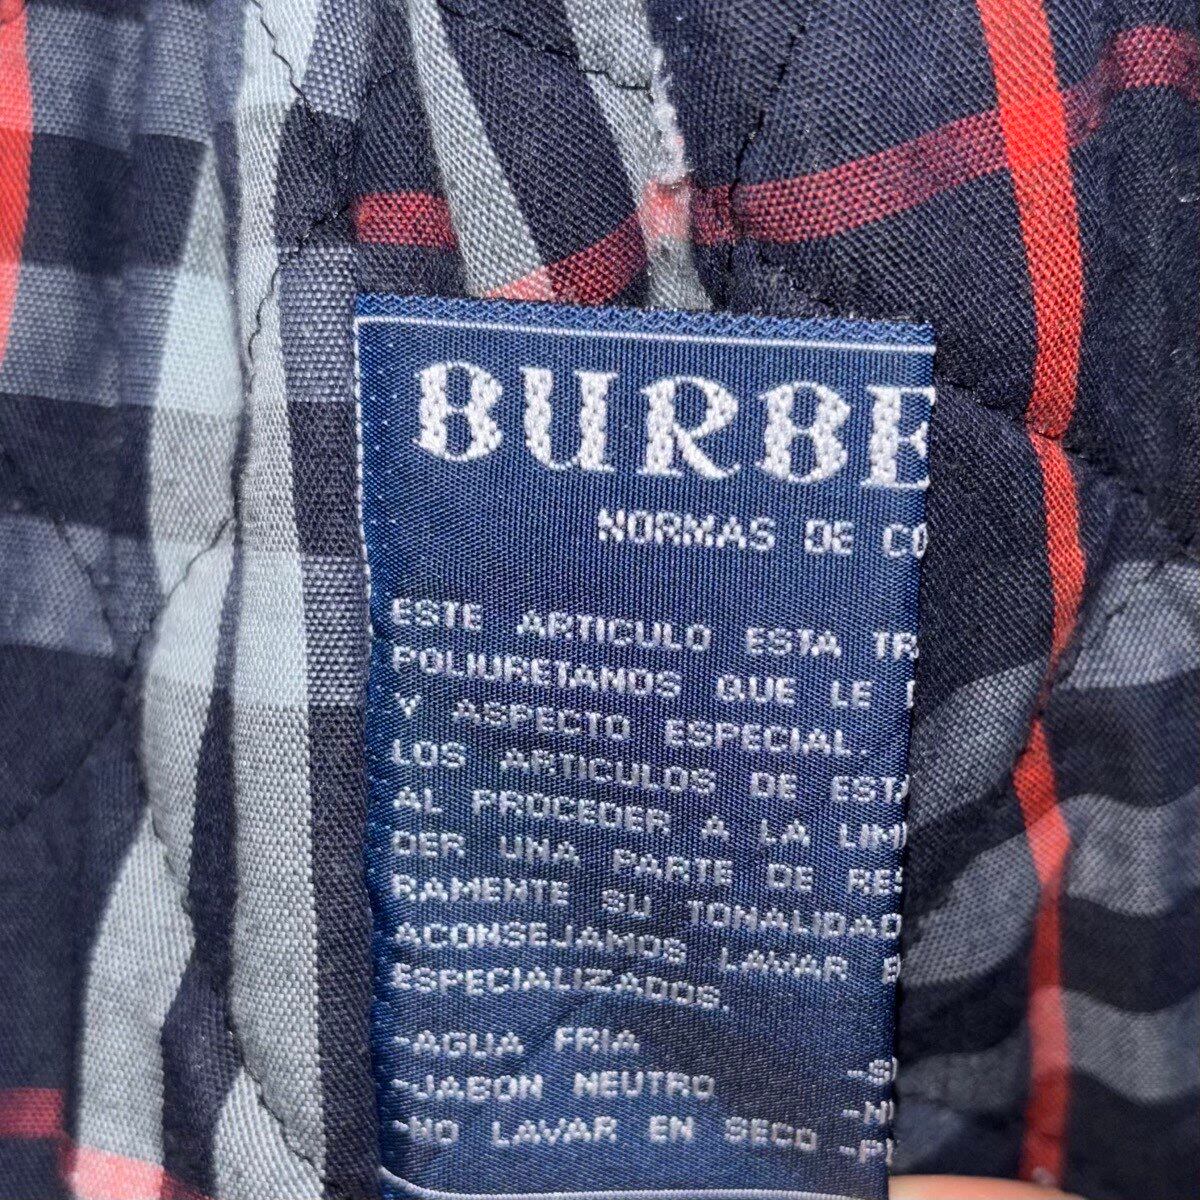 BURBE
NORMAS DE CO
ESTE ARTICULO ESTA TR
POLIURETANOS QUE LE
Y ASPECTO ESPECIAL.
LOS ARTICULOS DE ESTA
AL PROCEDER A LA LIM
DER UNA PARTE DE RES
RAMENTE SU TONALIDAD
ACONSEJAMOS LAVAR
ESPECIALIZADOS.
-AGUA FRIA
-JABON NEUTRO
-NO LAVAR EN SECO